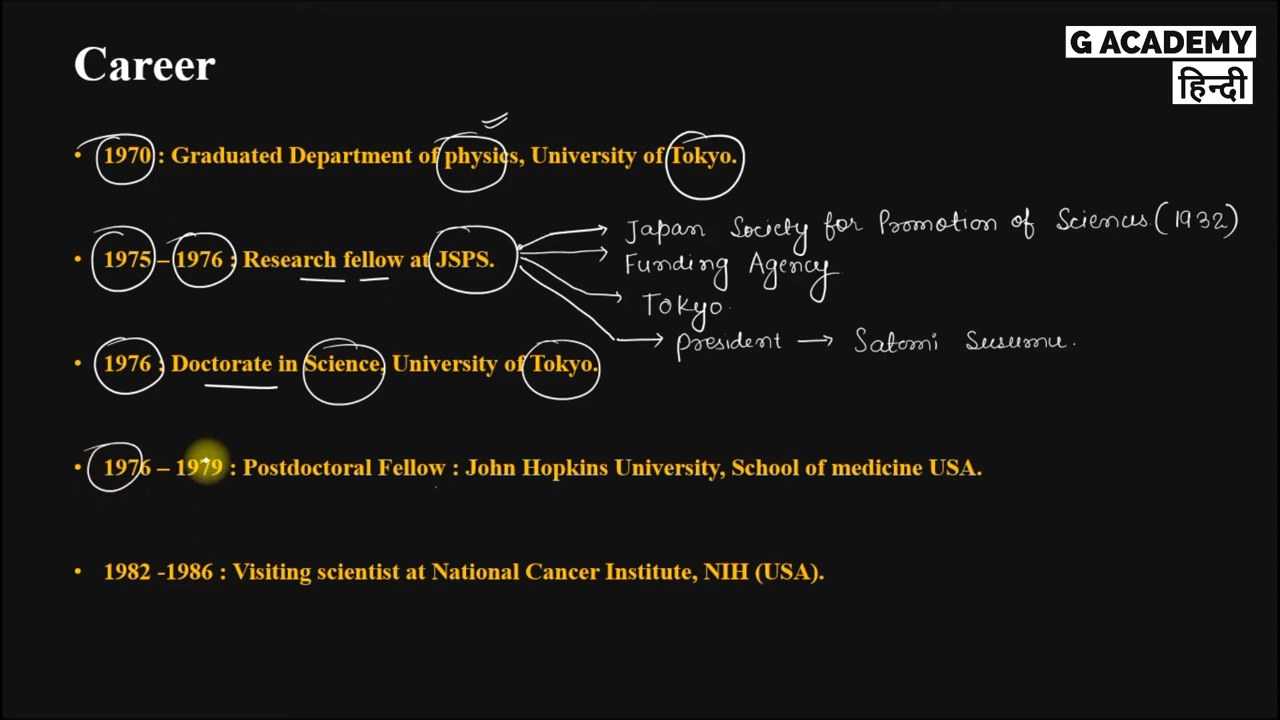 G ACADEMY
हिन्दी
Career
• 1970 : Graduated Department of physics, University of Tokyo.
• 1975 – 1976 : Research fellow at JSPS.
Japan Society for Promotion of Sciences (1932)
Funding Agency
Tokyo.
president → Satomi Susumu.
• 1976 : Doctorate in Science, University of Tokyo.
• 1976 – 1979 : Postdoctoral Fellow : John Hopkins University, School of medicine USA.
• 1982 -1986 : Visiting scientist at National Cancer Institute, NIH (USA).